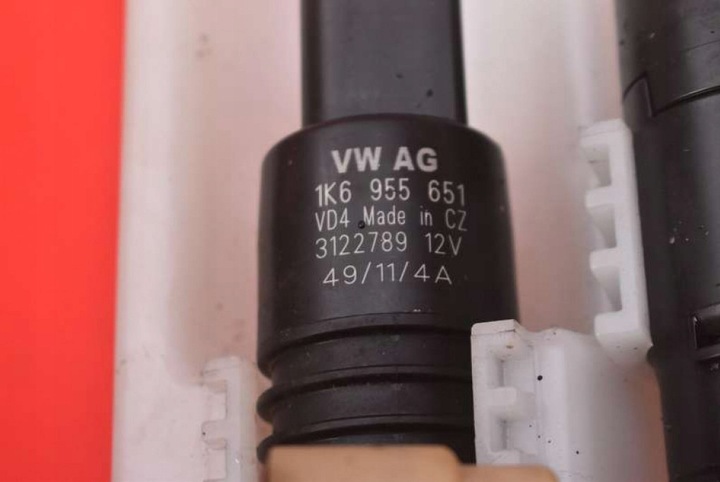 VW AG
1K6 955 651
VD4 Made in CZ
3122789 12V
49/11/4A